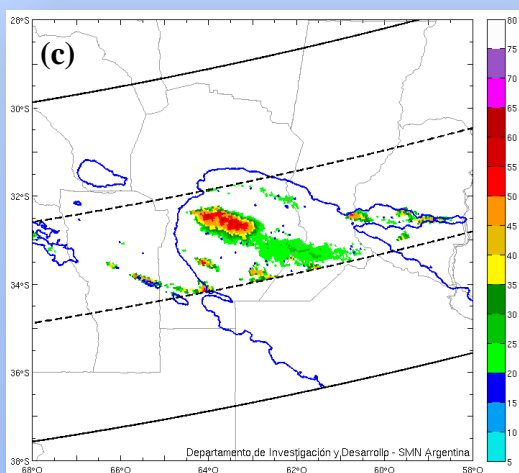 (c)
28°S
30°S
32°S
34°S
36°S
38°S
68°W
66°W
64°W
62°W
60°W
58°W
80
75
70
65
60
55
50
45
40
35
30
25
20
15
10
5
Departamento de Investigación y Desarrollo - SMN Argentina